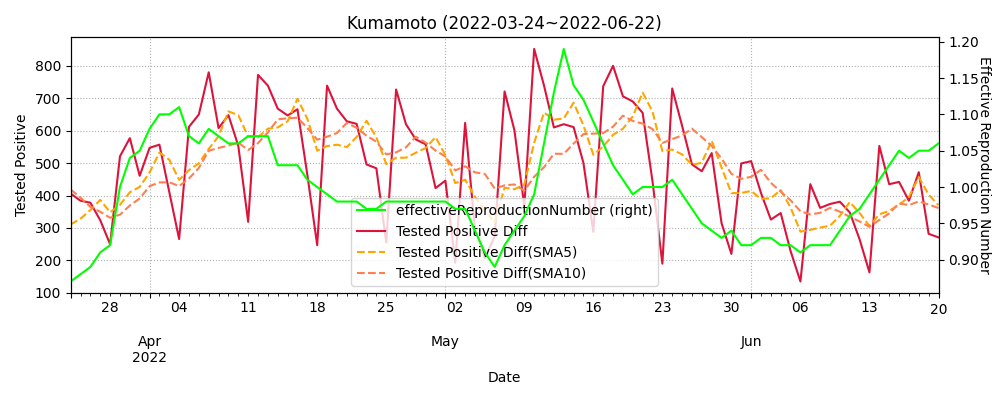 Kumamoto (2022-03-24~2022-06-22)
Tested Positive
800
700
600
500
400
300
200
100
1.20
1.15
1.10
1.05
1.00
0.95
0.90
Effective Reproduction Number
effectiveReproductionNumber (right)
Tested Positive Diff
Tested Positive Diff(SMA5)
Tested Positive Diff(SMA10)
28 04 11 18 25 02 09 16 23 30 06 13 20
Apr May Jun
2022
Date